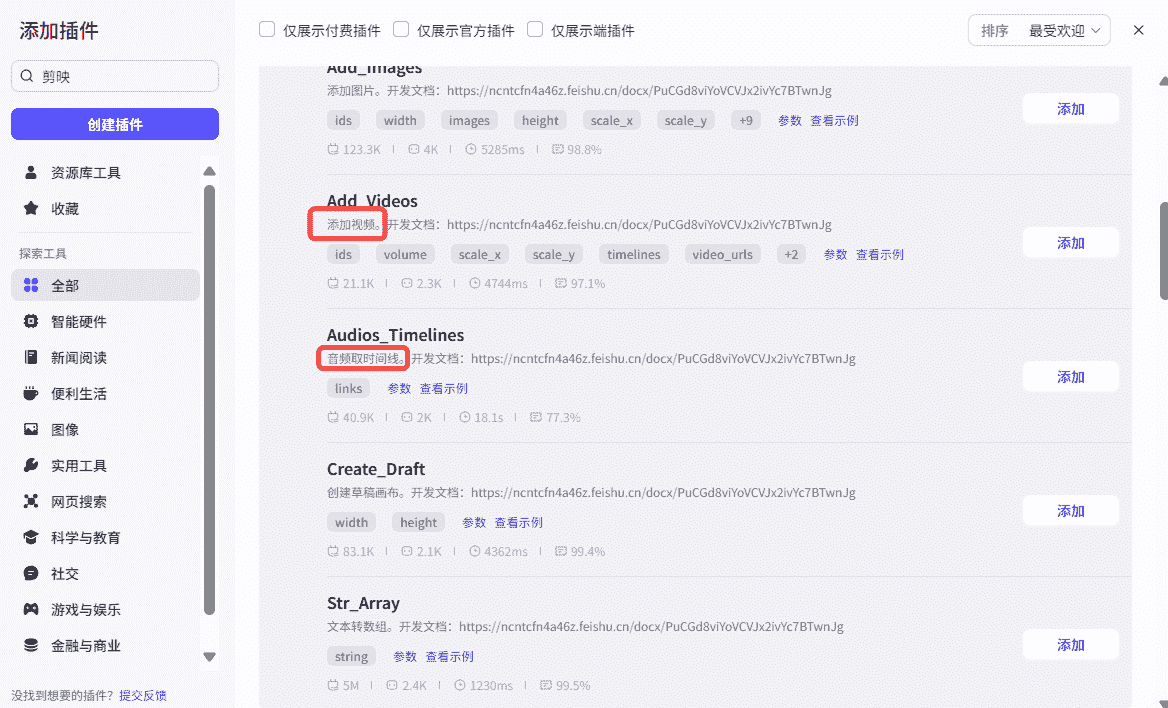 添加插件
剪映
创建插件
资源库工具
收藏
探索工具
全部
智能硬件
新闻阅读
便利生活
图像
实用工具
网页搜索
科学与教育
社交
游戏与娱乐
金融与商业
没找到想要的插件？提交反馈
仅展示付费插件 仅展示官方插件 仅展示端插件 排序 最受欢迎
Add_Images
添加图片。开发文档：https://ncntcfn4a46z.feishu.cn/docx/PuCGd8viYoVCVJx2ivYc7BTwnJg
ids width images height scale_x scale_y +9 参数 查看示例
添加
123.3K 4K 5285ms 98.8%
Add_Videos
添加视频。开发文档：https://ncntcfn4a46z.feishu.cn/docx/PuCGd8viYoVCVJx2ivYc7BTwnJg
添加
ids volume scale_x scale_y timelines video_urls +2 参数 查看示例
21.1K 2.3K 4744ms 97.1%
Audios_Timelines
音频取时间线。开发文档：https://ncntcfn4a46z.feishu.cn/docx/PuCGd8viYoVCVJx2ivYc7BTwnJg
添加
links 参数 查看示例
40.9K 2K 18.1s 77.3%
Create_Draft
创建草稿画布。开发文档：https://ncntcfn4a46z.feishu.cn/docx/PuCGd8viYoVCVJx2ivYc7BTwnJg
添加
width height 参数 查看示例
83.1K 2.1K 4362ms 99.4%
Str_Array
文本转数组。开发文档：https://ncntcfn4a46z.feishu.cn/docx/PuCGd8viYoVCVJx2ivYc7BTwnJg
添加
string 参数 查看示例
5M 2.4K 1230ms 99.5%